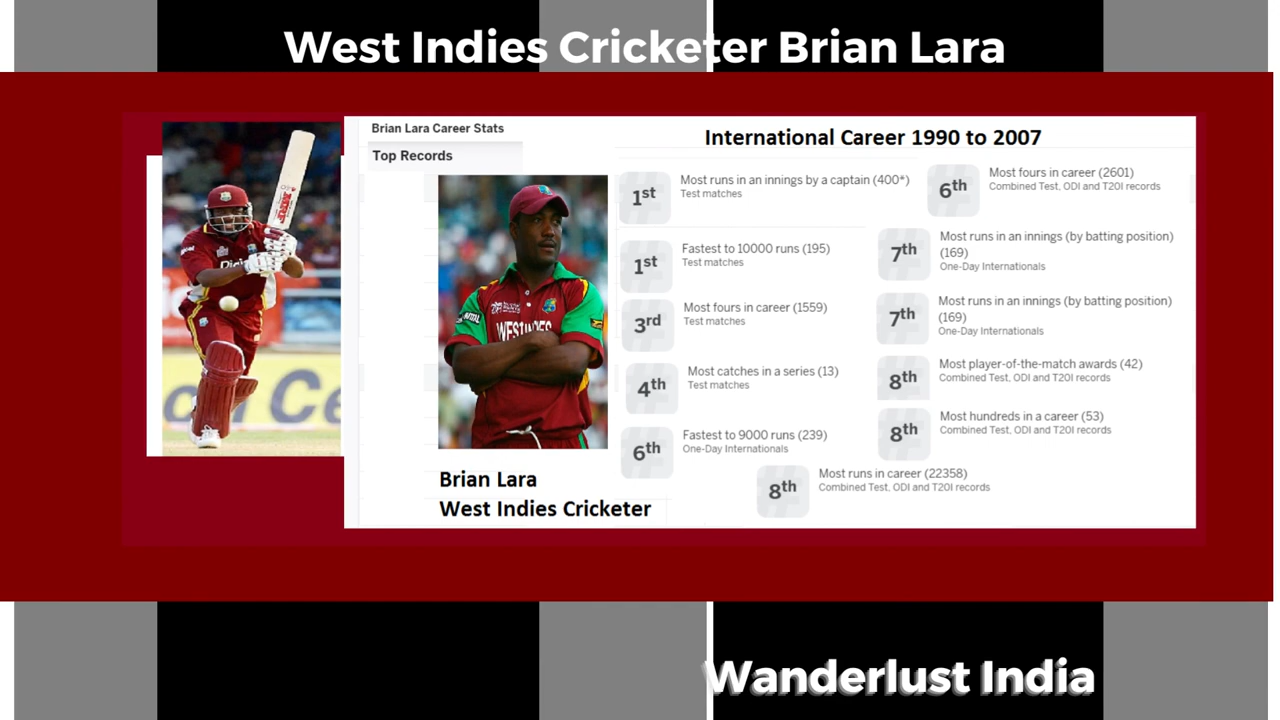 West Indies Cricketer Brian Lara
Brian Lara Career Stats
Top Records
International Career 1990 to 2007
1st
Most runs in an innings by a captain (400*)
Test matches
1st
Fastest to 10000 runs (195)
Test matches
3rd
Most fours in career (1559)
Test matches
4th
Most catches in a series (13)
Test matches
6th
Fastest to 9000 runs (239)
One-Day Internationals
6th
Most fours in career (2601)
Combined Test, ODI and T20I records
7th
Most runs in an innings (by batting position)
(169)
One-Day Internationals
7th
Most runs in an innings (by batting position)
(169)
One-Day Internationals
8th
Most player-of-the-match awards (42)
Combined Test, ODI and T20I records
8th
Most hundreds in a career (53)
Combined Test, ODI and T20I records
8th
Most runs in career (22358)
Combined Test, ODI and T20I records
MRF
WEST INDIES
Brian Lara
West Indies Cricketer
Wanderlust India